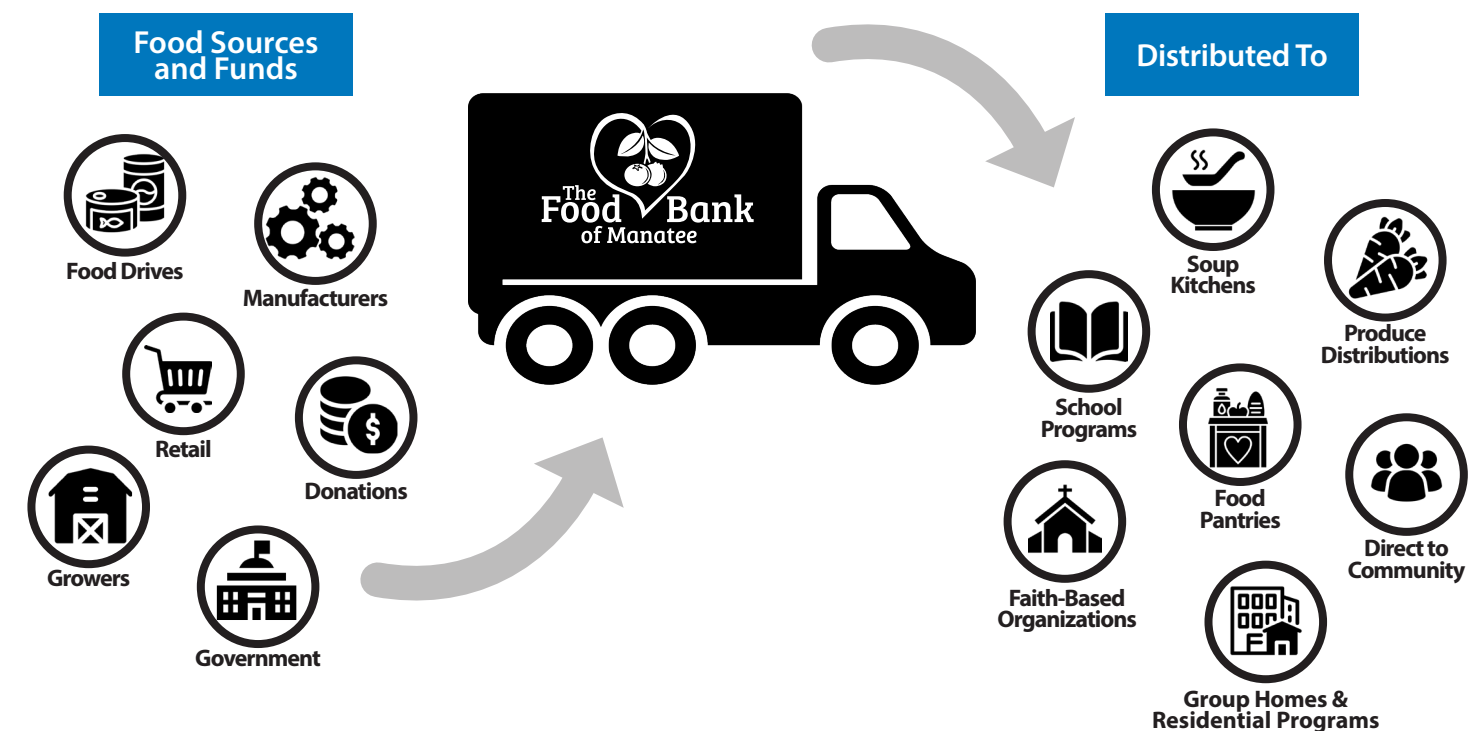 Food Sources
and Funds
Food Drives
Manufacturers
Retail
Donations
Growers
Government
The
Food Bank
of Manatee
$
Distributed To
Soup
Kitchens
Produce
Distributions
School
Programs
Food
Pantries
Direct to
Community
Faith-Based
Organizations
Group Homes &
Residential Programs